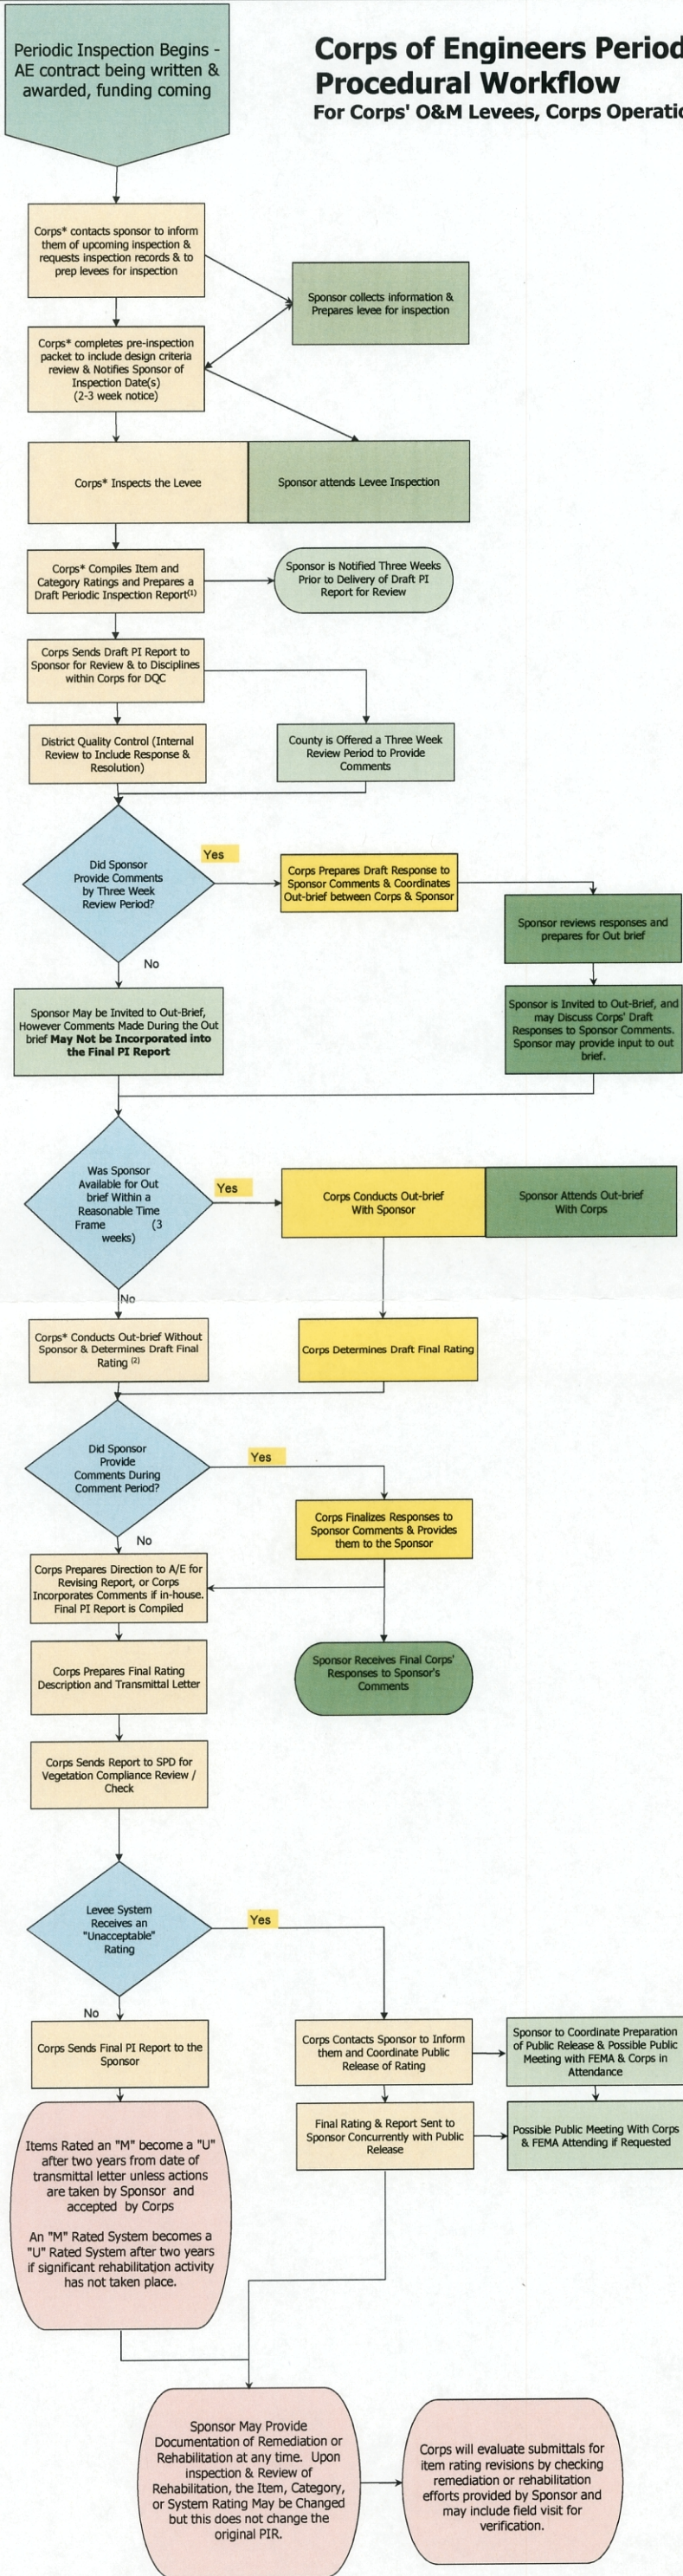 Periodic Inspection Begins -
AE contract being written &
awarded, funding coming
Corps of Engineers Period
Procedural Workflow
For Corps' O&M Levees, Corps Operatio
Corps* contacts sponsor to inform
them of upcoming inspection &
requests inspection records & to
prep levees for inspection
Sponsor collects information &
Prepares levee for inspection
Corps* completes pre-inspection
packet to include design criteria
review & Notifies Sponsor of
Inspection Date(s)
(2-3 week notice)
Corps* Inspects the Levee
Sponsor attends Levee Inspection
Corps* Compiles Item and
Category Ratings and Prepares a
Draft Periodic Inspection Report(1)
Sponsor is Notified Three Weeks
Prior to Delivery of Draft PI
Report for Review
Corps Sends Draft PI Report to
Sponsor for Review & to Disciplines
within Corps for DQC
District Quality Control (Internal
Review to Include Response &
Resolution)
County is Offered a Three Week
Review Period to Provide
Comments
Did Sponsor
Provide Comments
by Three Week
Review Period?
Yes
Corps Prepares Draft Response to
Sponsor Comments & Coordinates
Out-brief between Corps & Sponsor
Sponsor reviews responses and
prepares for Out brief
No
Sponsor May be Invited to Out-Brief,
However Comments Made During the Out
brief May Not be Incorporated into
the Final PI Report
Sponsor is Invited to Out-Brief, and
may Discuss Corps' Draft
Responses to Sponsor Comments.
Sponsor may provide input to out
brief.
Was Sponsor
Available for Out
brief Within a
Reasonable Time
Frame (3
weeks)
Yes
Corps Conducts Out-brief
With Sponsor
Sponsor Attends Out-brief
With Corps
No
Corps* Conducts Out-brief Without
Sponsor & Determines Draft Final
Rating (2)
Corps Determines Draft Final Rating
Did Sponsor
Provide
Comments During
Comment Period?
Yes
Corps Finalizes Responses to
Sponsor Comments & Provides
them to the Sponsor
No
Corps Prepares Direction to A/E for
Revising Report, or Corps
Incorporates Comments if in-house.
Final PI Report is Compiled
Corps Prepares Final Rating
Description and Transmittal Letter
Sponsor Receives Final Corps'
Responses to Sponsor's
Comments
Corps Sends Report to SPD for
Vegetation Compliance Review /
Check
Levee System
Receives an
"Unacceptable"
Rating
Yes
No
Corps Sends Final PI Report to the
Sponsor
Corps Contacts Sponsor to Inform
them and Coordinate Public
Release of Rating
Sponsor to Coordinate Preparation
of Public Release & Possible Public
Meeting with FEMA & Corps in
Attendance
Final Rating & Report Sent to
Sponsor Concurrently with Public
Release
Possible Public Meeting With Corps
& FEMA Attending if Requested
Items Rated an "M" become a "U"
after two years from date of
transmittal letter unless actions
are taken by Sponsor and
accepted by Corps
An "M" Rated System becomes a
"U" Rated System after two years
if significant rehabilitation activity
has not taken place.
Sponsor May Provide
Documentation of Remediation or
Rehabilitation at any time. Upon
inspection & Review of
Rehabilitation, the Item, Category,
or System Rating May be Changed
but this does not change the
original PIR.
Corps will evaluate submittals for
item rating revisions by checking
remediation or rehabilitation
efforts provided by Sponsor and
may include field visit for
verification.